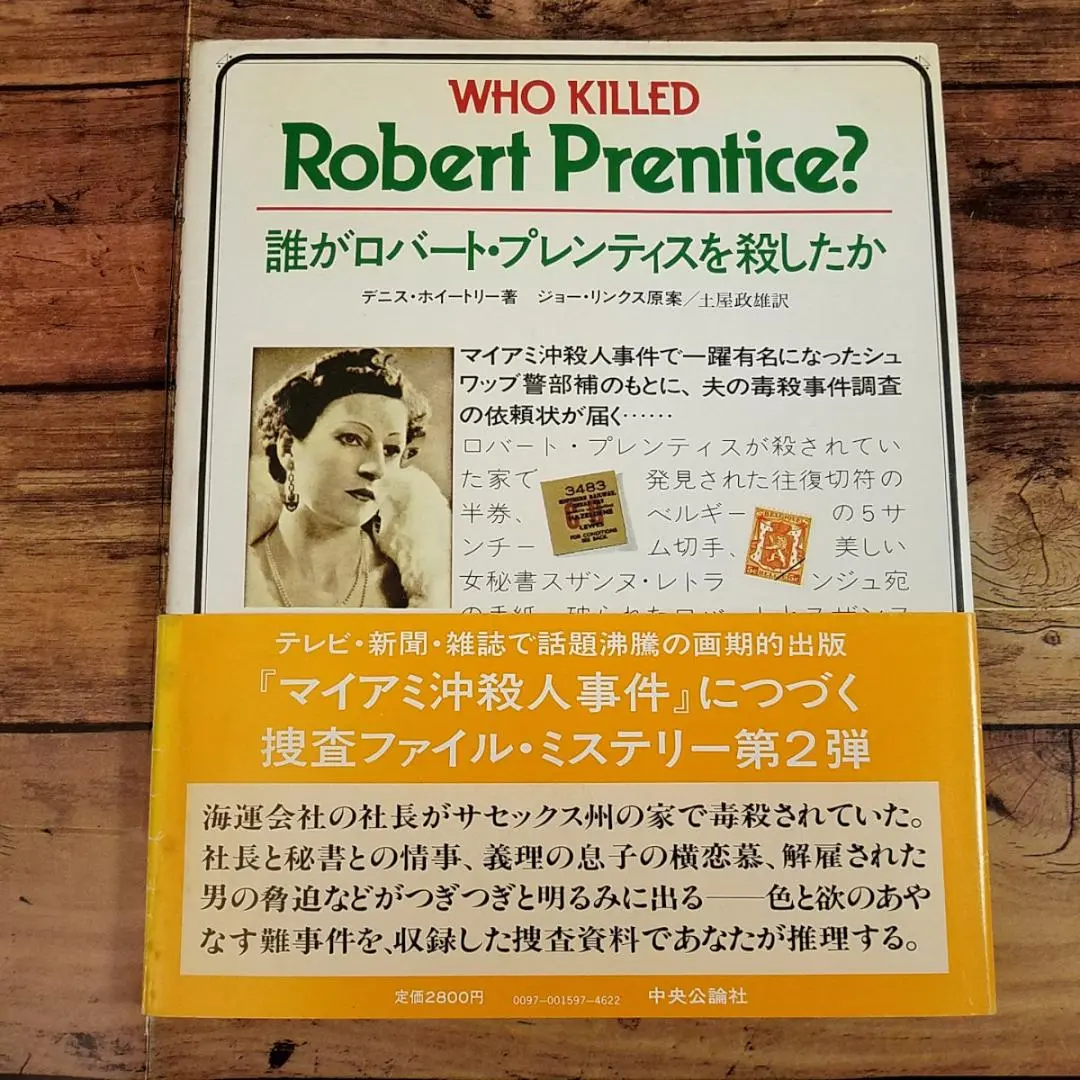 WHO KILLED
Robert Prentice?
誰がロバート・プレンティスを殺したか
デニス・ホイートリー著 ジョー・リンクス原案／土屋政雄訳
マイアミ沖殺人事件で一躍有名になったシュ
ワップ警部補のもとに、夫の毒殺事件調査
の依頼状が届く……
ロバート・プレンティスが殺されてい
た家で 発見された往復切符の
半券、 ベルギー の5サ
ンチー ム切手、 美しい
女秘書スザンヌ・レトラ ンジュ宛
3483
LEWES
FOR CONDITIONS
SEE BACK
テレビ・新聞・雑誌で話題沸騰の画期的出版
『マイアミ沖殺人事件』につづく
捜査ファイル・ミステリー第2弾
海運会社の社長がサセックス州の家で毒殺されていた。
社長と秘書との情事、義理の息子の横恋慕、解雇された
男の脅迫などがつぎつぎと明るみに出る――色と欲のあや
なす難事件を、収録した捜査資料であなたが推理する。
定価2800円 0097-001597-4622 中央公論社